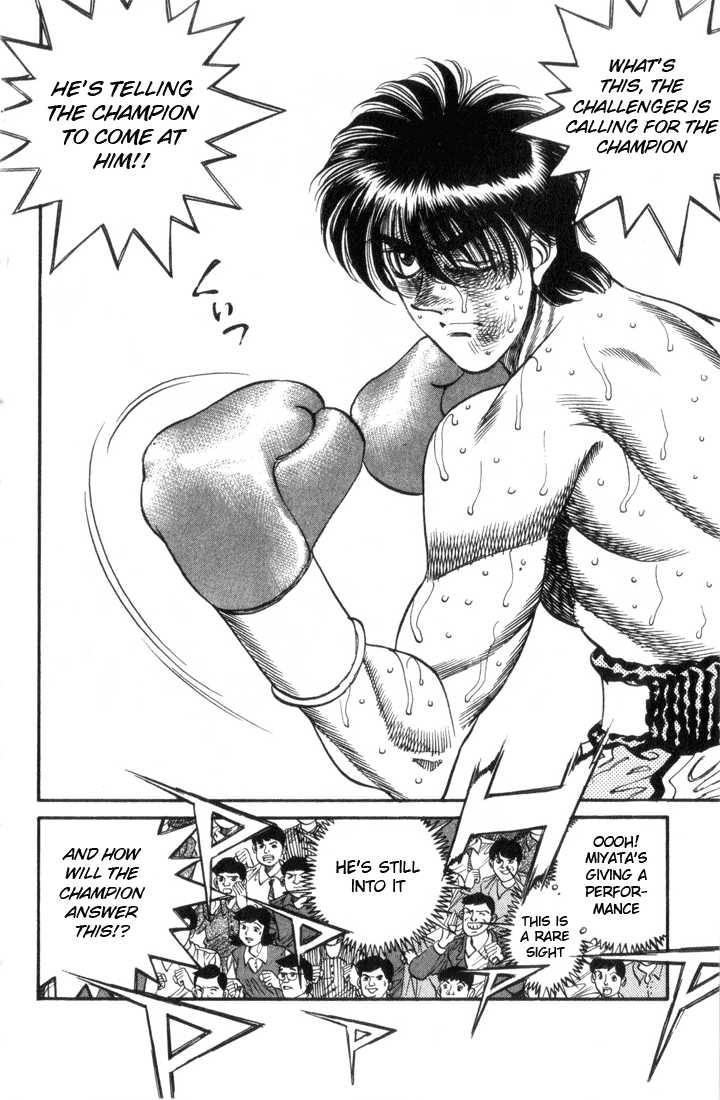 WHAT'S
THIS, THE
CHALLENGER IS
CALLING FOR THE
CHAMPION
HE'S TELLING
THE CHAMPION
TO COME AT
HIM!!
くいっ
OOOH!
MIYATA'S
GIVING A
PERFOR-
MANCE
THIS IS
A RARE
SIGHT
HE'S STILL
INTO IT
AND HOW
WILL THE
CHAMPION
ANSWER
THIS!?